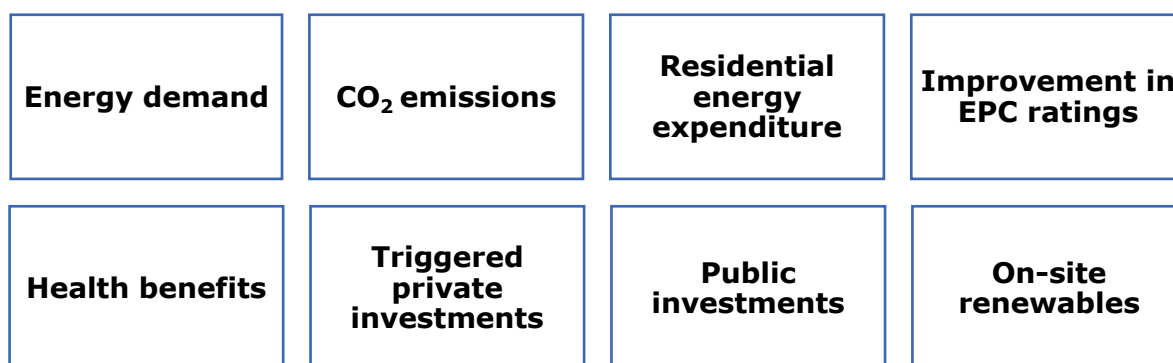 Energy demand
CO₂ emissions
Residential
energy
expenditure
Improvement in
EPC ratings
Health benefits
Triggered
private
investments
Public
investments
On-site
renewables